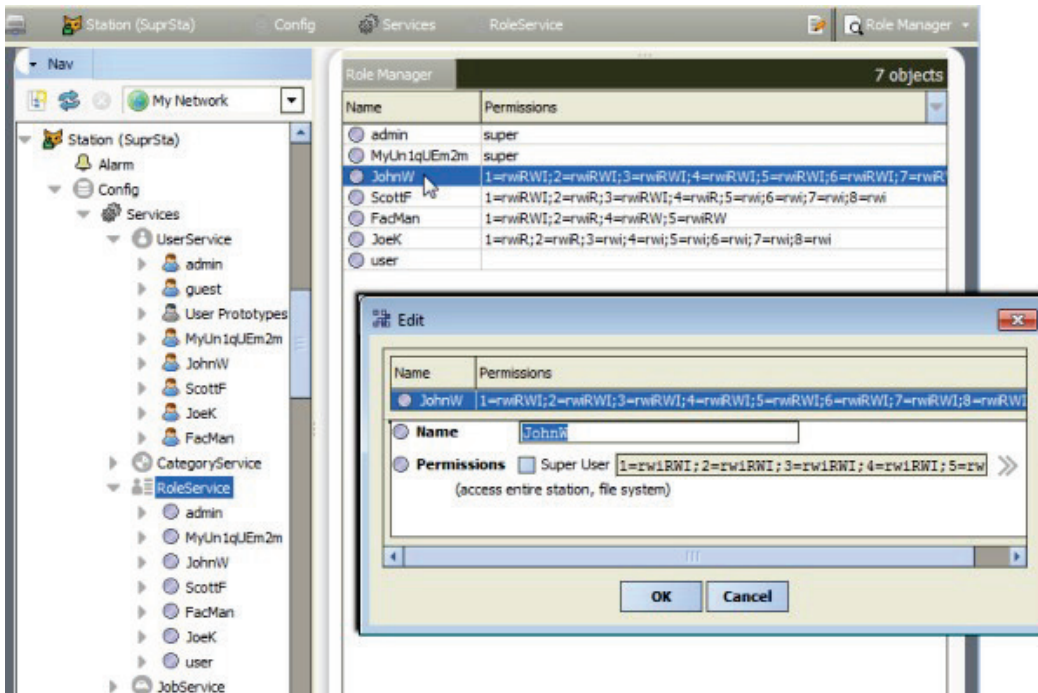 Station (SuprSta) Config Services RoleService Role Manager
Nav
My Network
Station (SuprSta)
Alarm
Config
Services
UserService
admin
guest
User Prototypes
MyUn1qUEm2m
JohnW
ScottF
JoeK
FacMan
CategoryService
RoleService
admin
MyUn1qUEm2m
JohnW
ScottF
FacMan
JoeK
user
JobService
Role Manager 7 objects
Name Permissions
admin super
MyUn1qUEm2m super
JohnW 1=rwiRWI;2=rwiRWI;3=rwiRWI;4=rwiRWI;5=rwiRWI;6=rwiRWI;7=rwiR
ScottF 1=rwiRWI;2=rwiR;3=rwiRWI;4=rwiR;5=rwi;6=rwi;7=rwi;8=rwi
FacMan 1=rwiRWI;2=rwiR;4=rwiRW;5=rwiRW
JoeK 1=rwiR;2=rwiR;3=rwi;4=rwi;5=rwi;6=rwi;7=rwi;8=rwi
user
Edit
Name Permissions
JohnW 1=rwiRWI;2=rwiRWI;3=rwiRWI;4=rwiRWI;5=rwiRWI;6=rwiRWI;7=rwiRWI;8=rwiRWI
Name JohnW
Permissions Super User 1=rwiRWI;2=rwiRWI;3=rwiRWI;4=rwiRWI;5=rw
(access entire station, file system)
OK Cancel